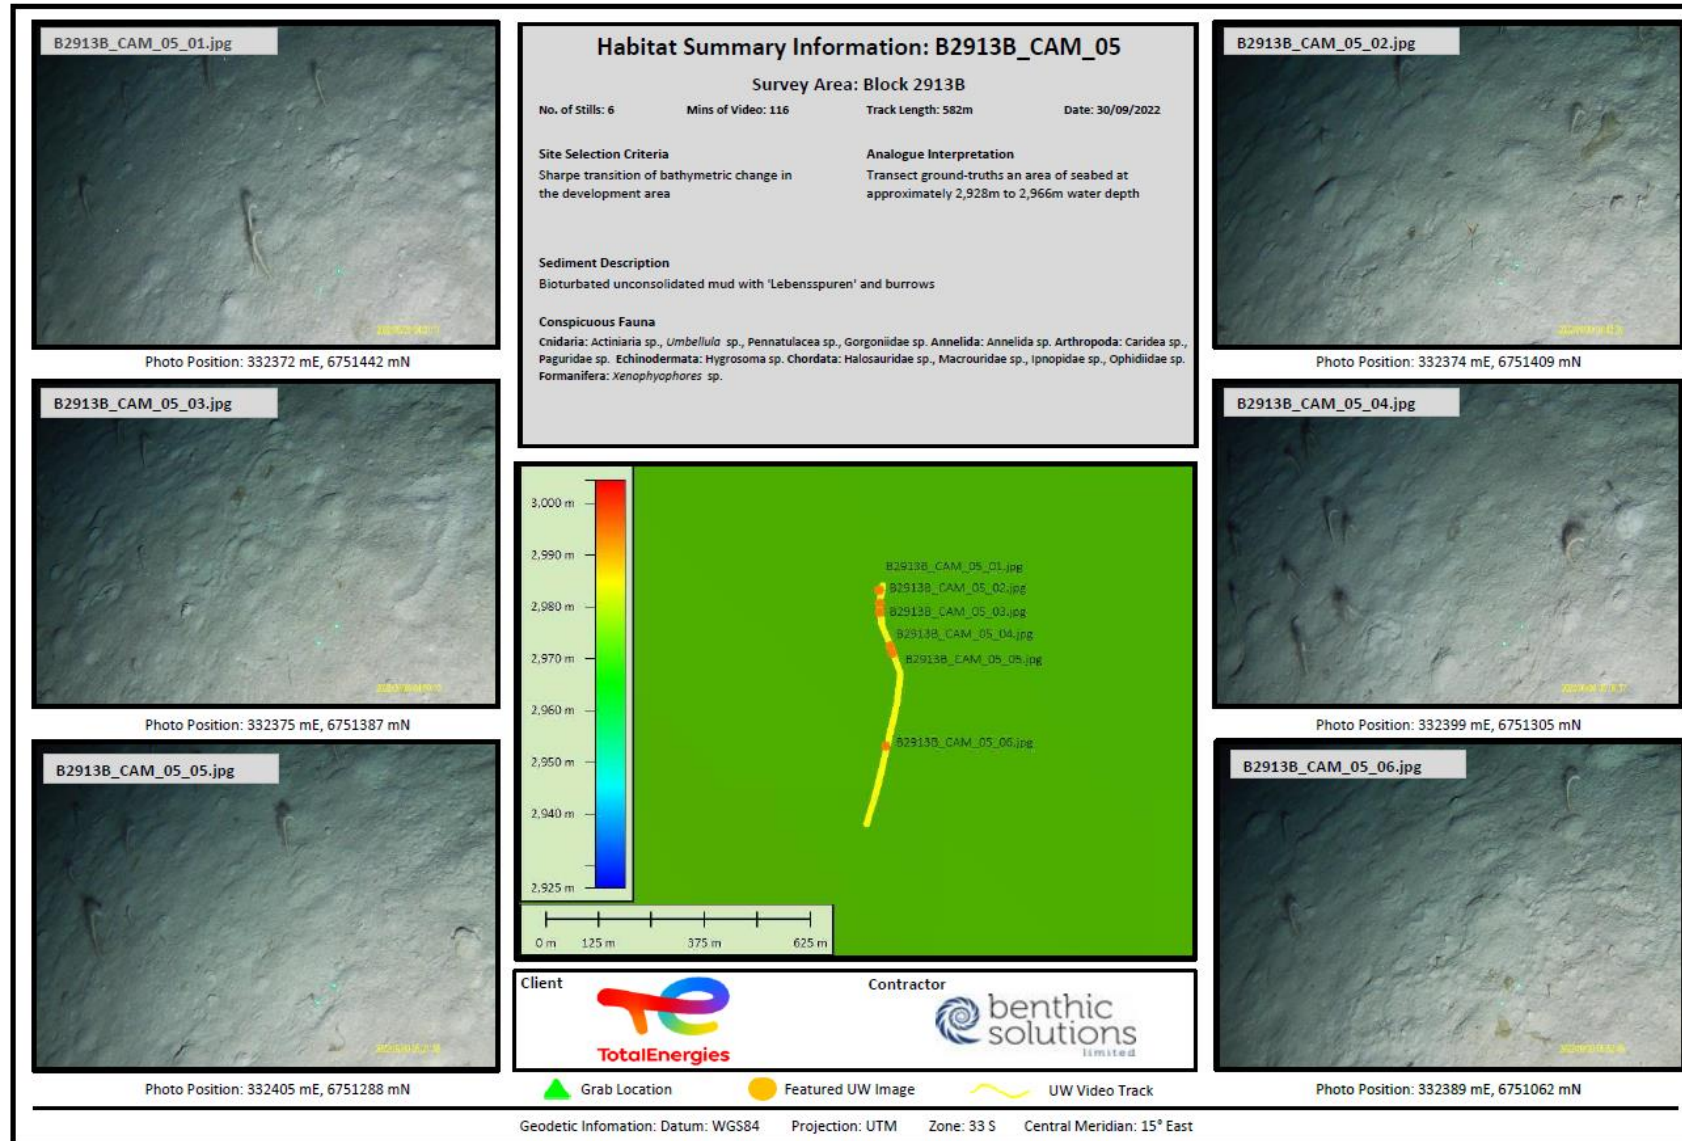 B2913B_CAM_05_01.jpg
Photo Position: 332372 mE, 6751442 mN
B2913B_CAM_05_03.jpg
Photo Position: 332375 mE, 6751387 mN
B2913B_CAM_05_05.jpg
Photo Position: 332405 mE, 6751288 mN
Habitat Summary Information: B2913B_CAM_05
Survey Area: Block 2913B
No. of Stills: 6 Mins of Video: 116 Track Length: 582m Date: 30/09/2022
Site Selection Criteria
Sharpe transition of bathymetric change in
the development area
Analogue Interpretation
Transect ground-truths an area of seabed at
approximately 2,928m to 2,966m water depth
Sediment Description
Bioturbated unconsolidated mud with 'Lebensspuren' and burrows
Conspicuous Fauna
Cnidaria: Actiniaria sp., Umbellula sp., Pennatulacea sp., Gorgoniidae sp. Annelida: Annelida sp. Arthropoda: Caridea sp.,
Paguridae sp. Echinodermata: Hygrosoma sp. Chordata: Halosauridae sp., Macrouridae sp., Ipnopidae sp., Ophidiidae sp.
Formanifera: Xenophyophores sp.
3,000 m
2,990 m
2,980 m
2,970 m
2,960 m
2,950 m
2,940 m
2,925 m
0 m 125 m 375 m 625 m
B2913B_CAM_05_01.jpg
B2913B_CAM_05_02.jpg
B2913B_CAM_05_03.jpg
B2913B_CAM_05_04.jpg
B2913B_CAM_05_05.jpg
B2913B_CAM_05_06.jpg
Client
TotalEnergies
Contractor
benthic
solutions
limited
Grab Location Featured UW Image UW Video Track
B2913B_CAM_05_02.jpg
Photo Position: 332374 mE, 6751409 mN
B2913B_CAM_05_04.jpg
Photo Position: 332399 mE, 6751305 mN
B2913B_CAM_05_06.jpg
Photo Position: 332389 mE, 6751062 mN
Geodetic Infomation: Datum: WGS84 Projection: UTM Zone: 33 S Central Meridian: 15° East